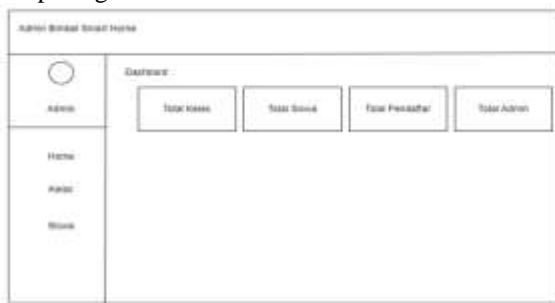 Admin Bimbel Smart Home
Admin
Dashboard
Total Kelas
Total Siswa
Total Pendaftar
Total Admin
Home
Kelas
Siswa